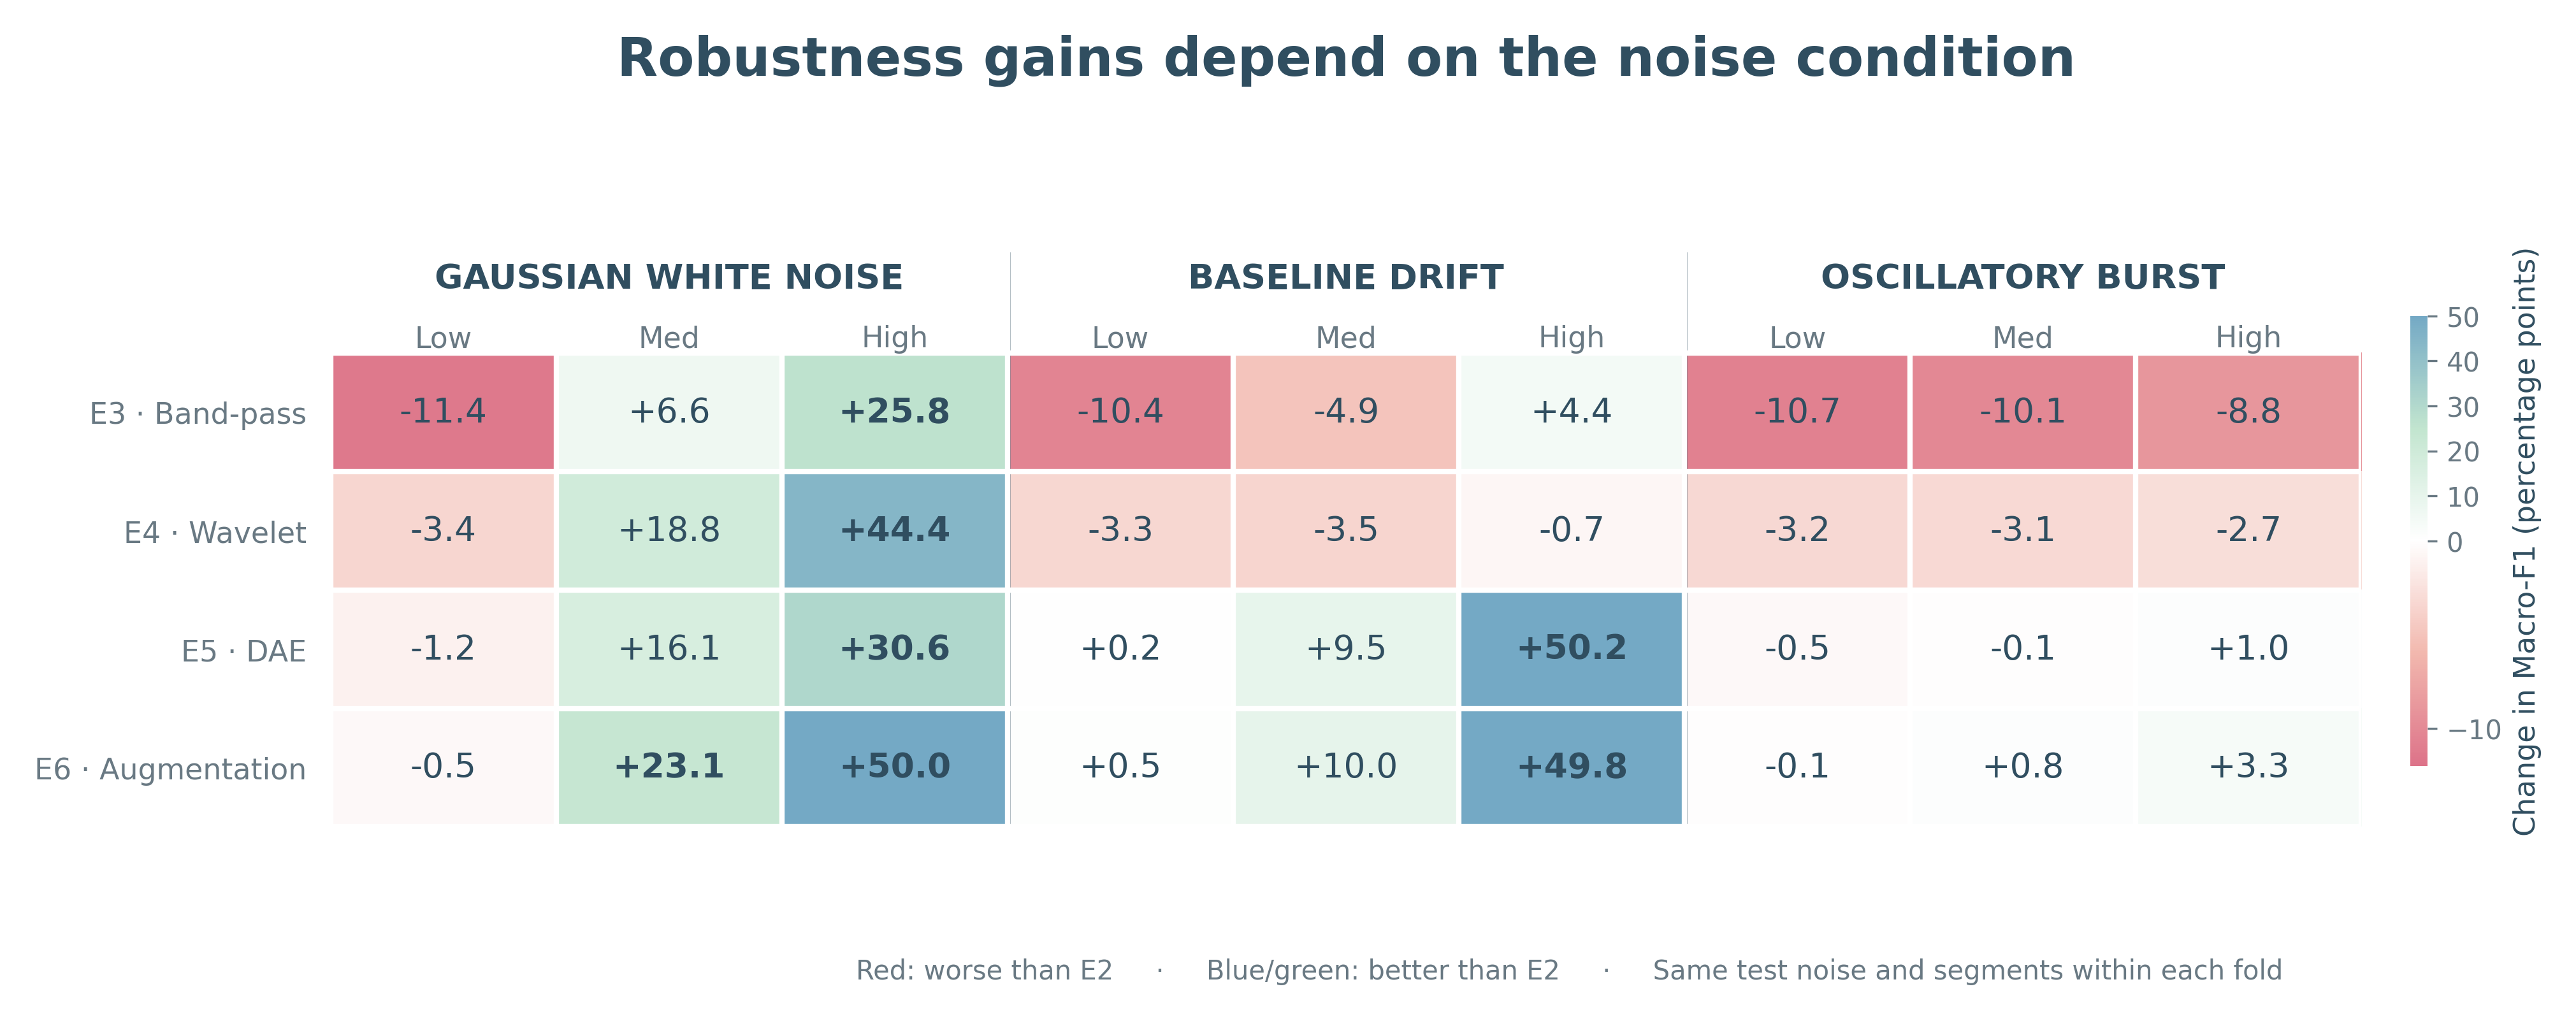 Robustness gains depend on the noise condition
GAUSSIAN WHITE NOISE BASELINE DRIFT OSCILLATORY BURST
Low Med High Low Med High Low Med High
E3 · Band-pass -11.4 +6.6 +25.8 -10.4 -4.9 +4.4 -10.7 -10.1 -8.8
E4 · Wavelet -3.4 +18.8 +44.4 -3.3 -3.5 -0.7 -3.2 -3.1 -2.7
E5 · DAE -1.2 +16.1 +30.6 +0.2 +9.5 +50.2 -0.5 -0.1 +1.0
E6 · Augmentation -0.5 +23.1 +50.0 +0.5 +10.0 +49.8 -0.1 +0.8 +3.3
50
40
30
20
10
0
−10
Change in Macro-F1 (percentage points)
Red: worse than E2 · Blue/green: better than E2 · Same test noise and segments within each fold